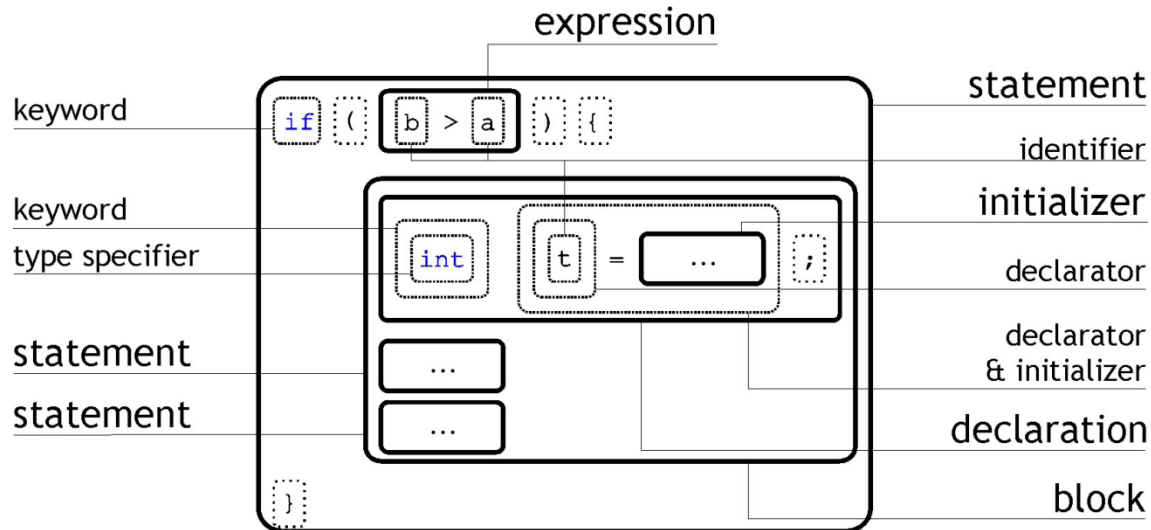 expression
statement
keyword
if ( b > a ) {
identifier
keyword
initializer
type specifier
int t = ... ;
declarator
declarator
& initializer
statement
...
statement
...
declaration
block
}